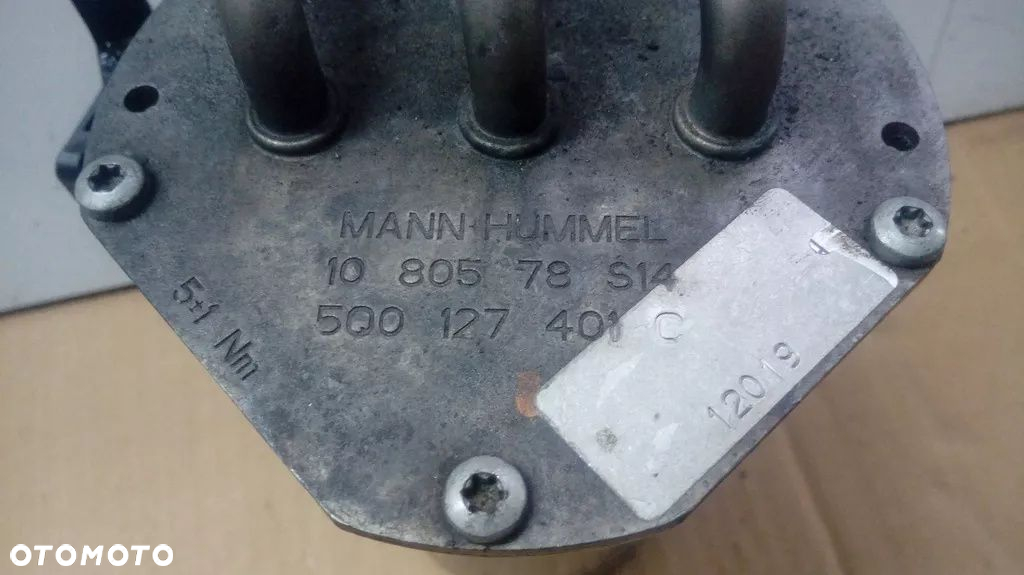 MANN+HUMMEL
10 805 78 S14
5Q0 127 401 C
5+1 Nm
12019
OTOMOTO